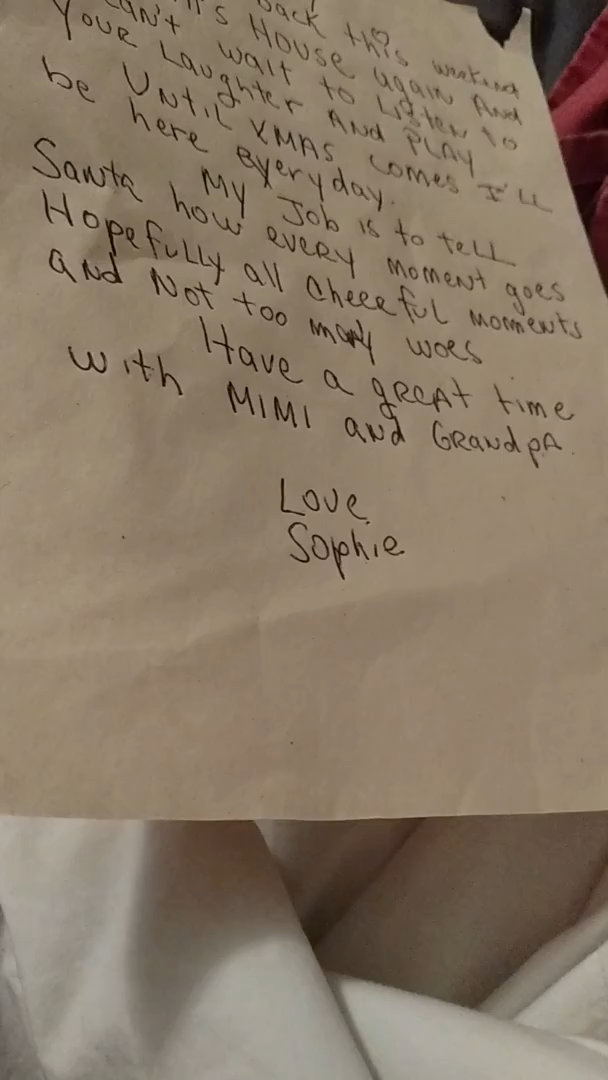 back this weekend
House again And
can't wait to Listen to
Your Laughter AND PLAY
Until XMAS comes I'LL
be here everyday.
My Job is to tell
Santa how every moment goes
Hopefully all cheerful moments
and Not too many woes
Have a great time
with MIMI and GrandpA.
Love,
Sophie